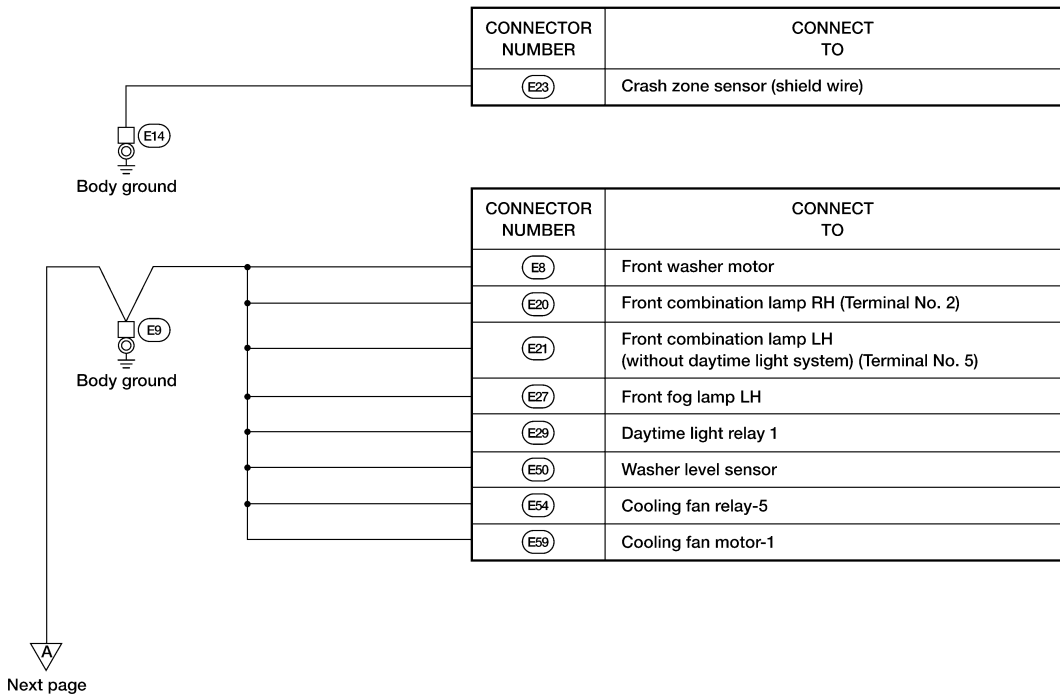 CONNECTOR
NUMBER
CONNECT
TO
E23
Crash zone sensor (shield wire)
E14
Body ground
CONNECTOR
NUMBER
CONNECT
TO
E8
Front washer motor
E20
Front combination lamp RH (Terminal No. 2)
E21
Front combination lamp LH
(without daytime light system) (Terminal No. 5)
E9
Body ground
E27
Front fog lamp LH
E29
Daytime light relay 1
E50
Washer level sensor
E54
Cooling fan relay-5
E59
Cooling fan motor-1
A
Next page